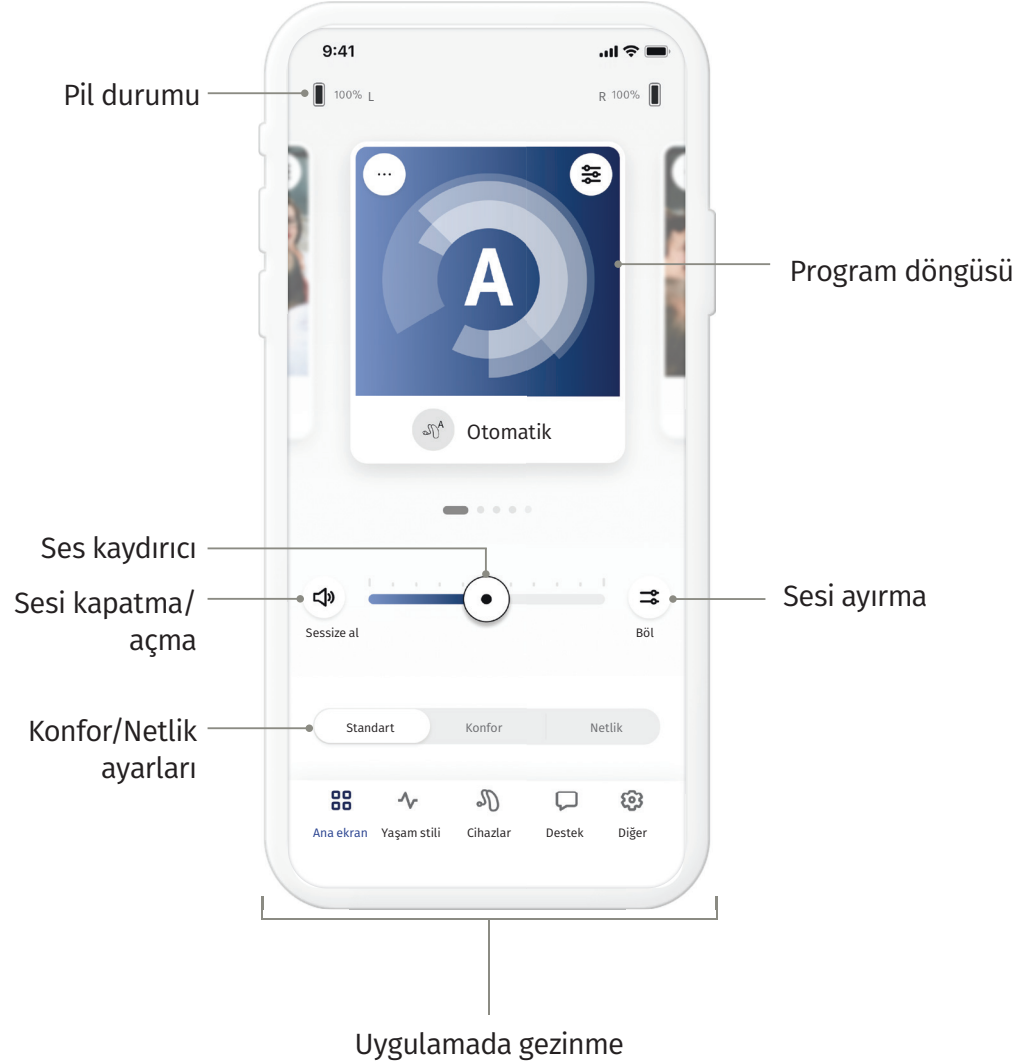 9:41
Pil durumu
100% L
R 100%
...
A
Program döngüsü
A
Otomatik
Ses kaydırıcı
Sesi kapatma/
açma
Sessize al
Böl
Sesi ayırma
Konfor/Netlik
ayarları
Standart
Konfor
Netlik
Ana ekran
Yaşam stili
Cihazlar
Destek
Diğer
Uygulamada gezinme